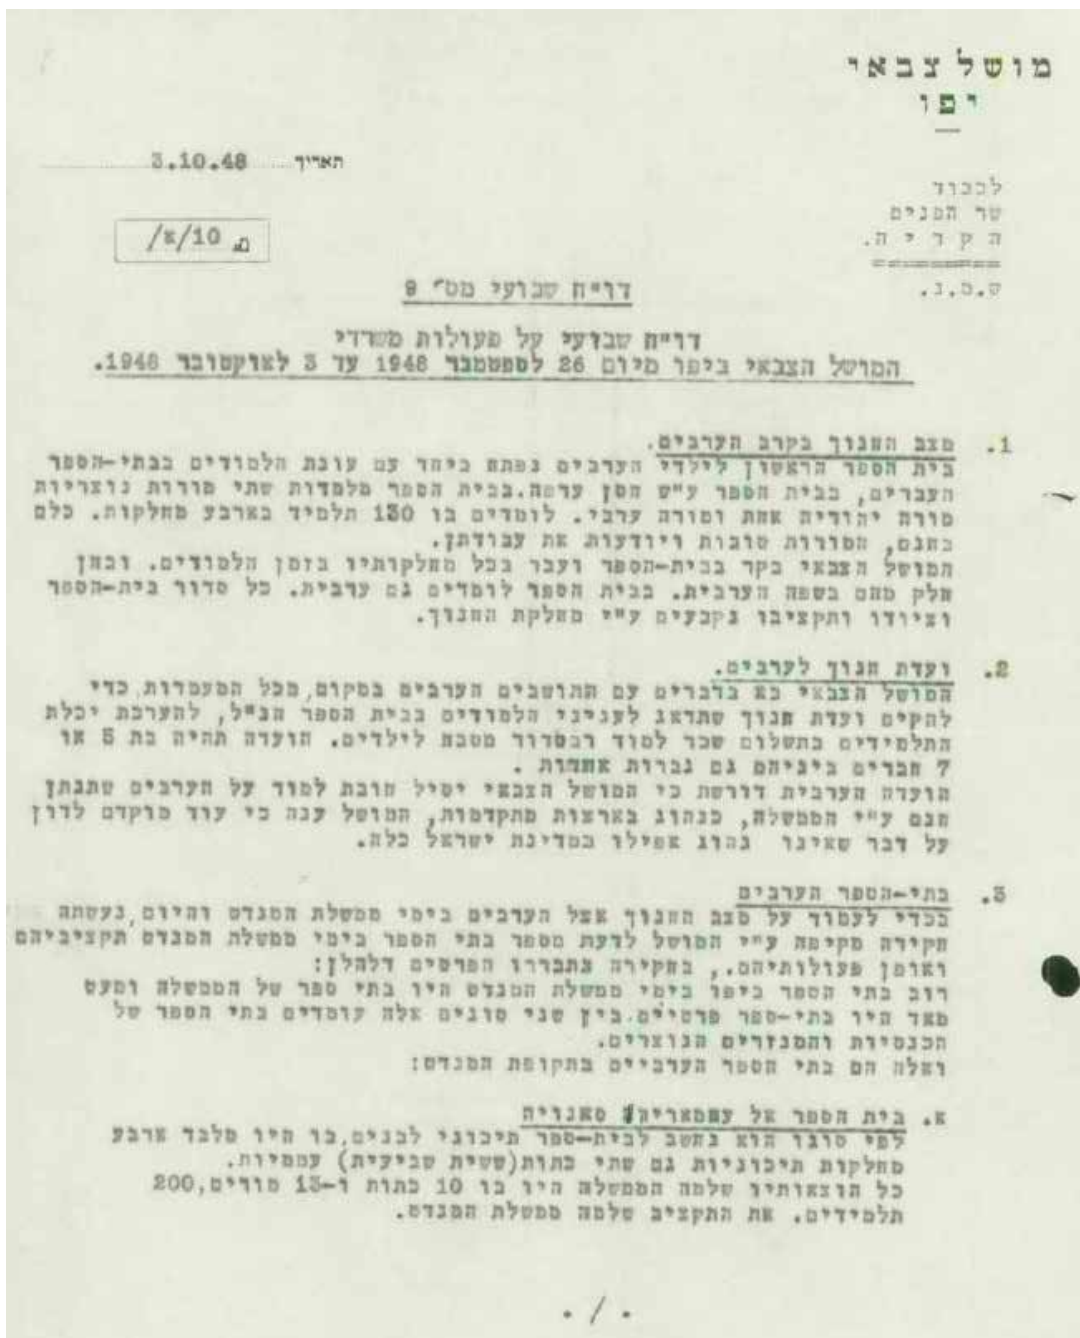 מושל צבאי
יפו
תאריך 3.10.48
לכבוד
שר הפנים
הקריה.
מ 10/א/
ש.מ.נ.
דו"ח שבועי מס' 9
דו"ח שבועי על פעולות משרדי
המושל הצבאי ביפו מיום 26 לספטמבר 1948 עד 3 לאוקטובר 1948.
1. מצב החנוך בקרב הערבים.
בית הספר הראשון לילדי הערבים נפתח ביחד עם עונת הלמודים בבתי-הספר
העברים, בבית הספר ע"ש חסן ערפה.בבית הספר מלמדות שתי מורות נוצריות
מורה יהודיה אחת ומורה ערבי. לומדים בו 130 תלמיד בארבע מחלקות. כלם
בחנם, המורות טובות ויודעות את עבודתן.
המושל הצבאי בקר בבית-הספר ועבר בכל מחלקותיו בזמן הלמודים. ובחן
חלק מהם בשפה הערבית. בבית הספר לומדים גם ערבית. כל סדור בית-הספר
וציודו ותקציבו נקבעים ע"י מחלקת החנוך.
2. ועדת חנוך לערבים.
המושל הצבאי בא בדברים עם התושבים הערבים במקום,מכל המעמדות,כדי
להקים ועדת חנוך שתדאג לעניני הלמודים בבית הספר הנ"ל, להערכת יכלת
התלמידים בתשלום שכר למוד ובסדור מטבח לילדים. הועדה תהיה בת 5 או
7 חברים ביניהם גם גברות אחדות .
הועדה הערבית דורשת כי המושל הצבאי יטיל חובת למוד על הערבים שתנתן
חנם ע"י הממשלה, כנהוג בארצות מתקדמות, המושל ענה כי עוד מוקדם לדון
על דבר שאינו נהוג אפילו במדינת ישראל כלה.
3. בתי-הספר הערבים
בכדי לעמוד על מצב החנוך אצל הערבים בימי ממשלת המנדט והיום,נעשתה
חקירה מקיפה ע"י המושל לדעת מספר בתי הספר בימי ממשלת המנדט תקציביהם
ואופן פעולותיהם., בחקירה נתבררו הפרטים דלהלן:
רוב בתי הספר ביפו בימי ממשלת המנדט היו בתי ספר של הממשלה ומעט
מאד היו בתי-ספר פרטיים.בין שני סוגים אלה עומדים בתי הספר של
הכנסיות והמנזרים הנוצרים.
ואלה הם בתי הספר הערביים בתקופת המנדט:
א. בית הספר אל סאנויה
לפי סוגו הוא נחשב לבית-ספר תיכוני לבנים,בו היו מלבד ארבע
מחלקות תיכוניות גם שתי כתות(ששית שביעית) עממיות.
כל הוצאותיו שלמה הממשלה היו בו 10 כתות ו-13 מורים,200
תלמידים. את התקציב שלמה ממשלת המנדט.
./.